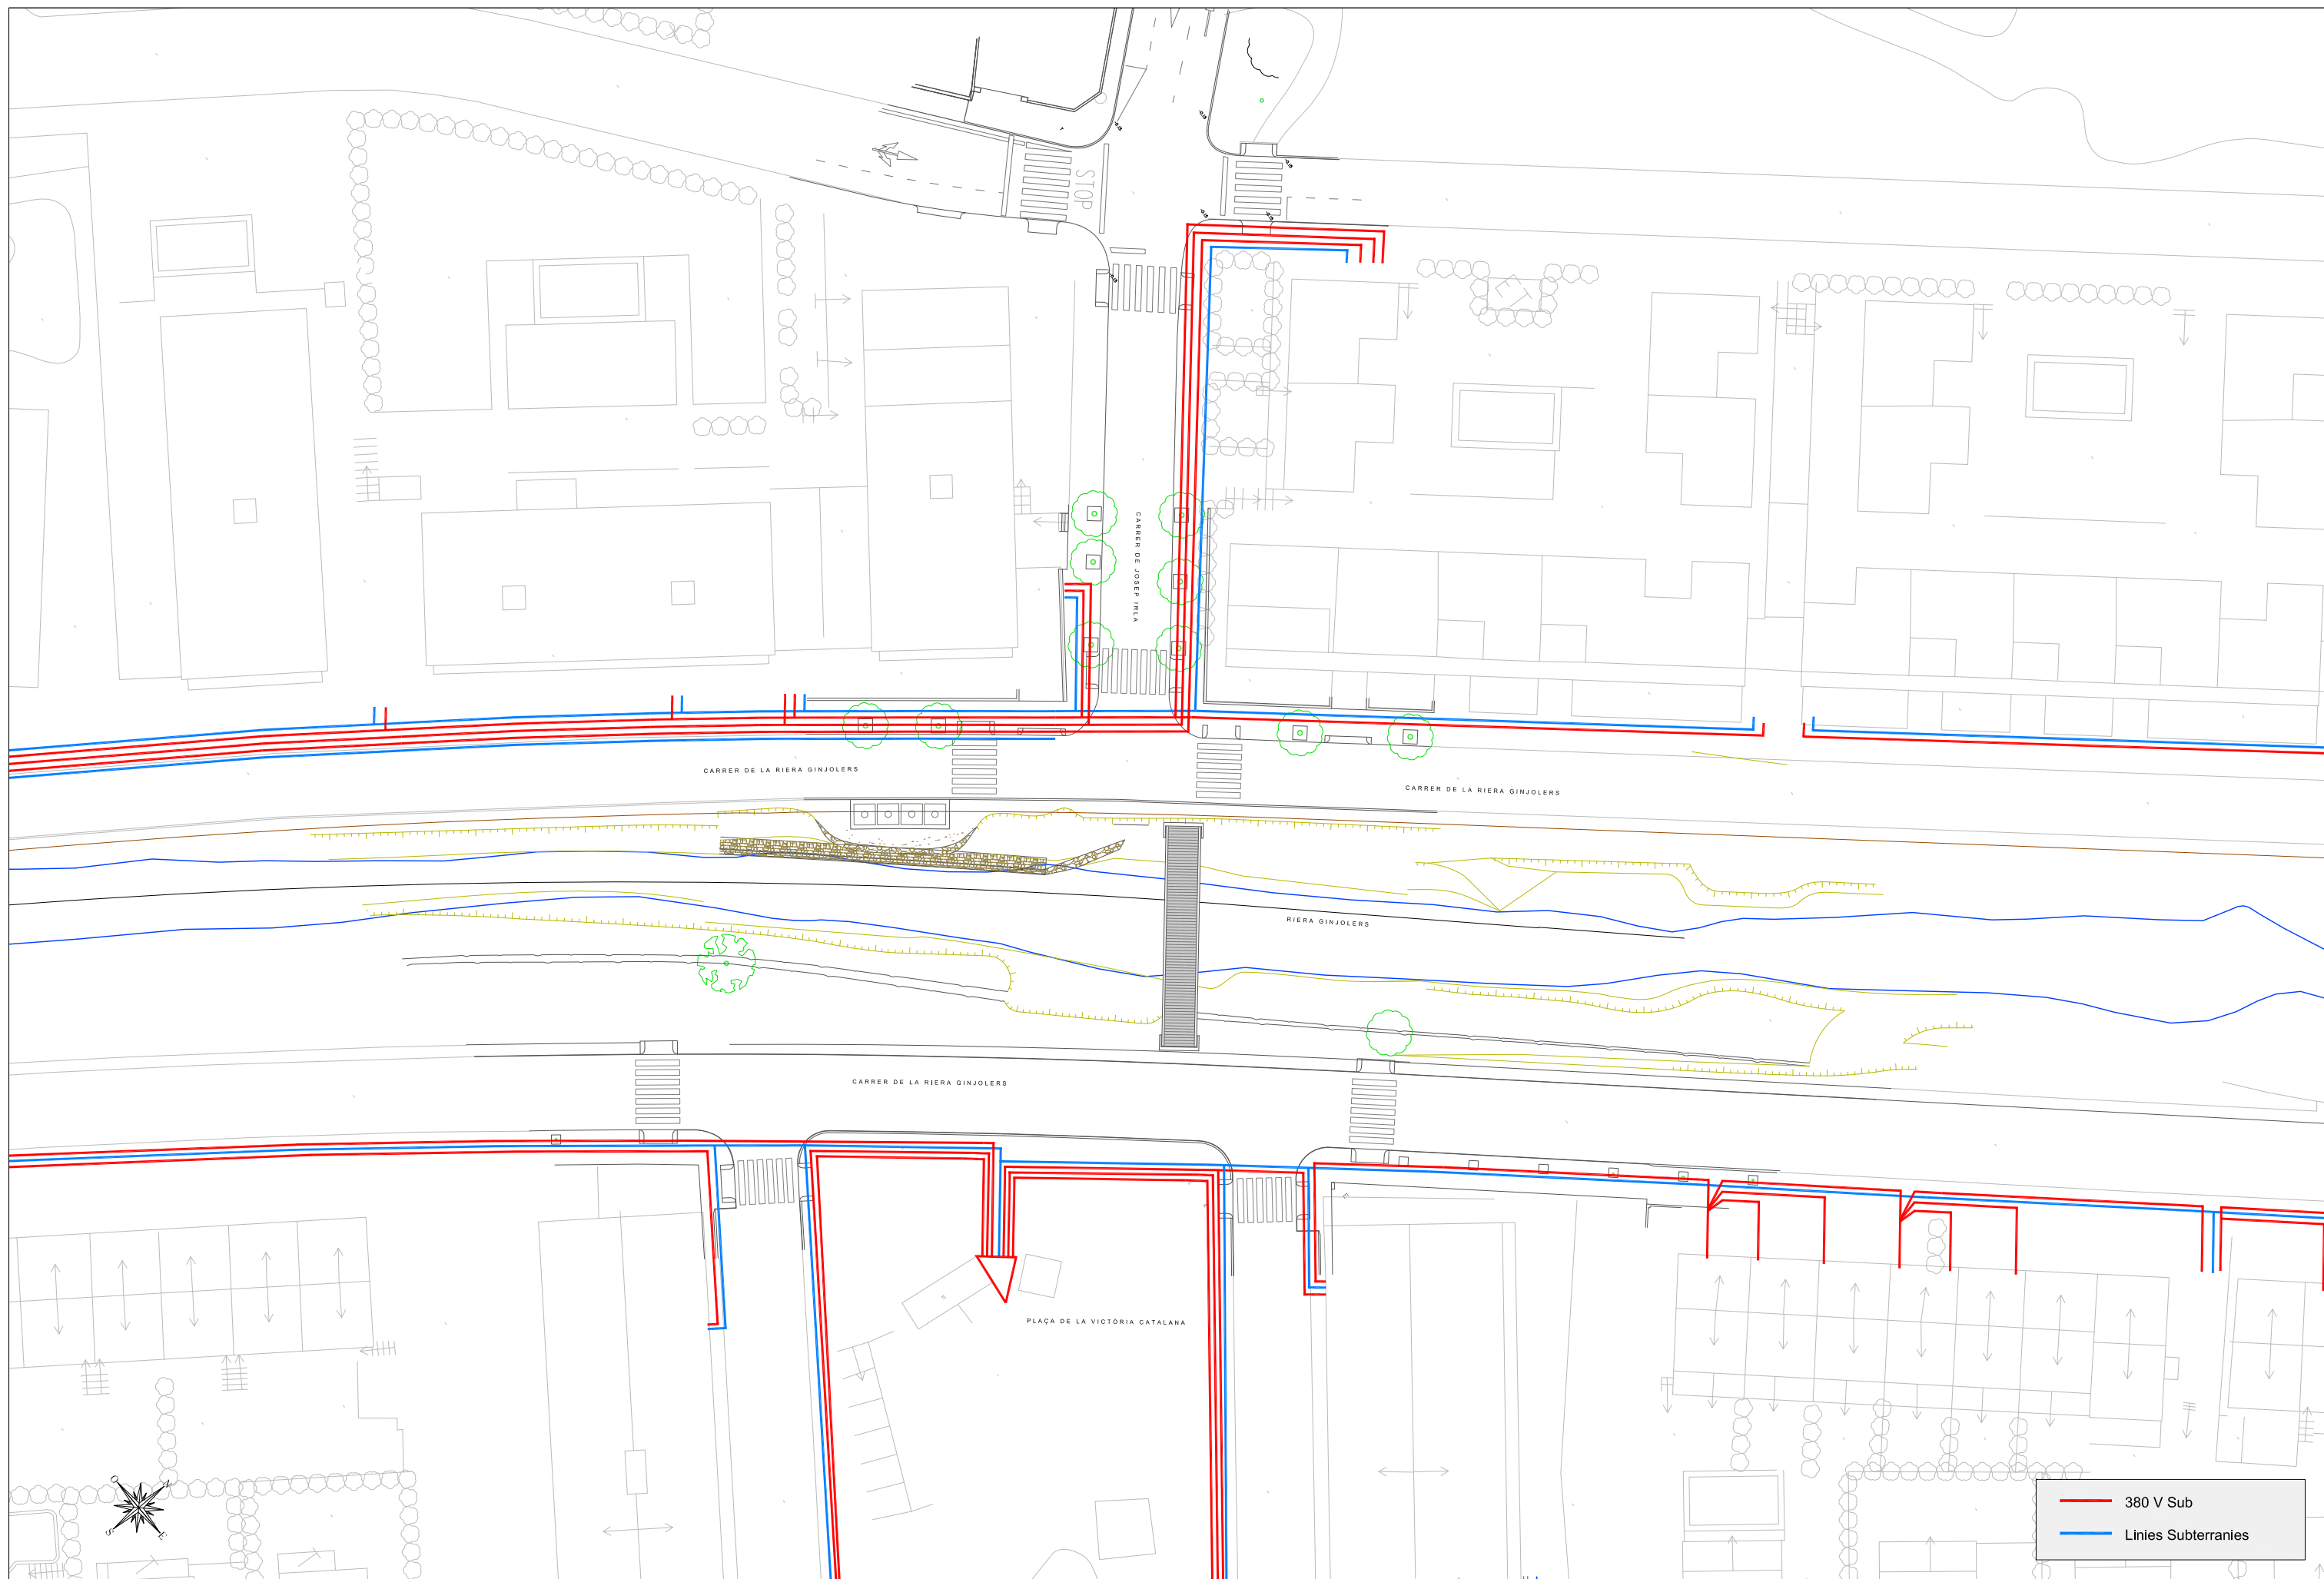 STOP
CARRER DE JOSEP IRLA
CARRER DE LA RIERA GINJOLERS
CARRER DE LA RIERA GINJOLERS
RIERA GINJOLERS
CARRER DE LA RIERA GINJOLERS
PLAÇA DE LA VICTÒRIA CATALANA
O
N
S
E
380 V Sub
Linies Subterranies